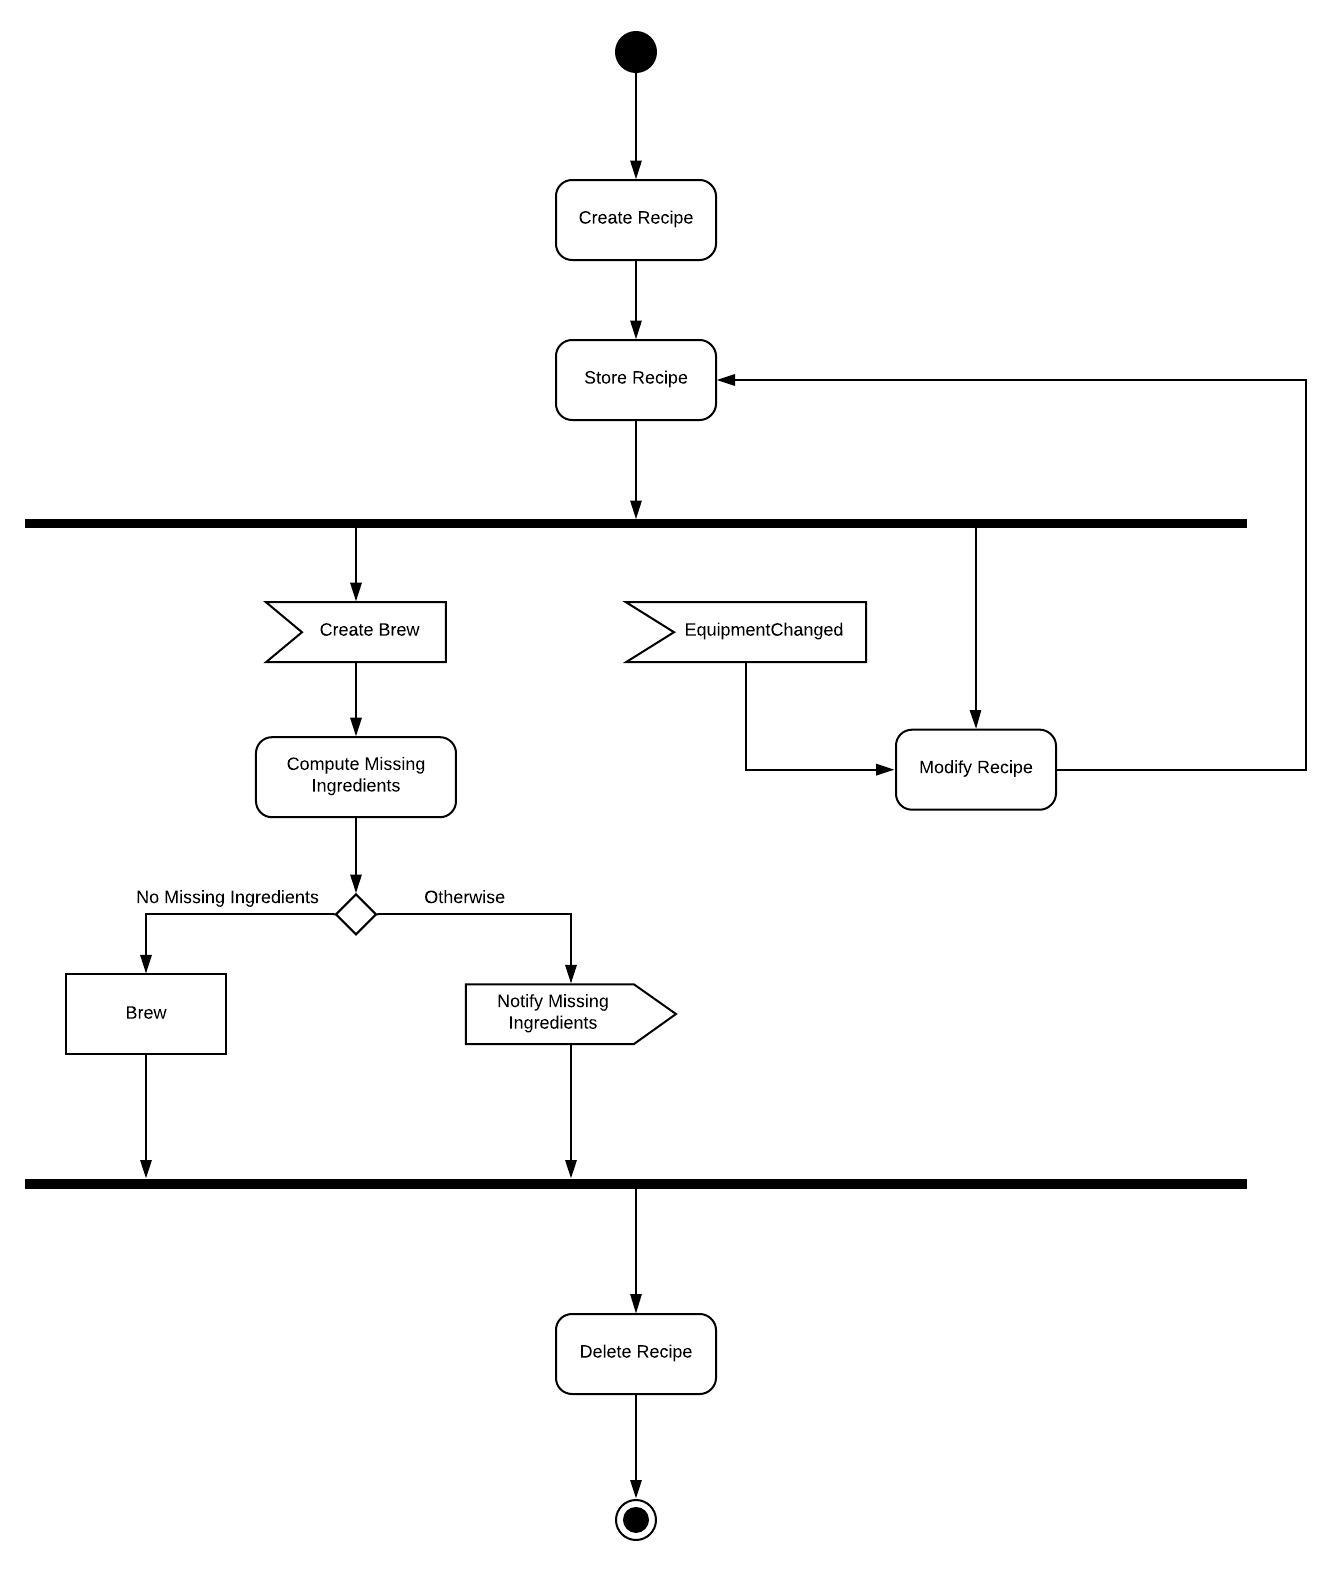 Create Recipe
Store Recipe
Create Brew
EquipmentChanged
Compute Missing
Ingredients
Modify Recipe
No Missing Ingredients
Otherwise
Brew
Notify Missing
Ingredients
Delete Recipe